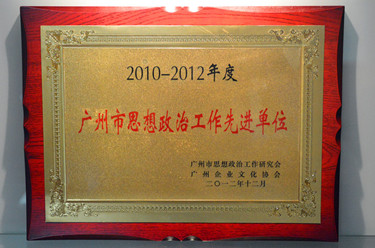 2010-2012年度
广州市思想政治工作先进单位
广州市思想政治工作研究会
广州企业文化协会
二〇一二年十二月